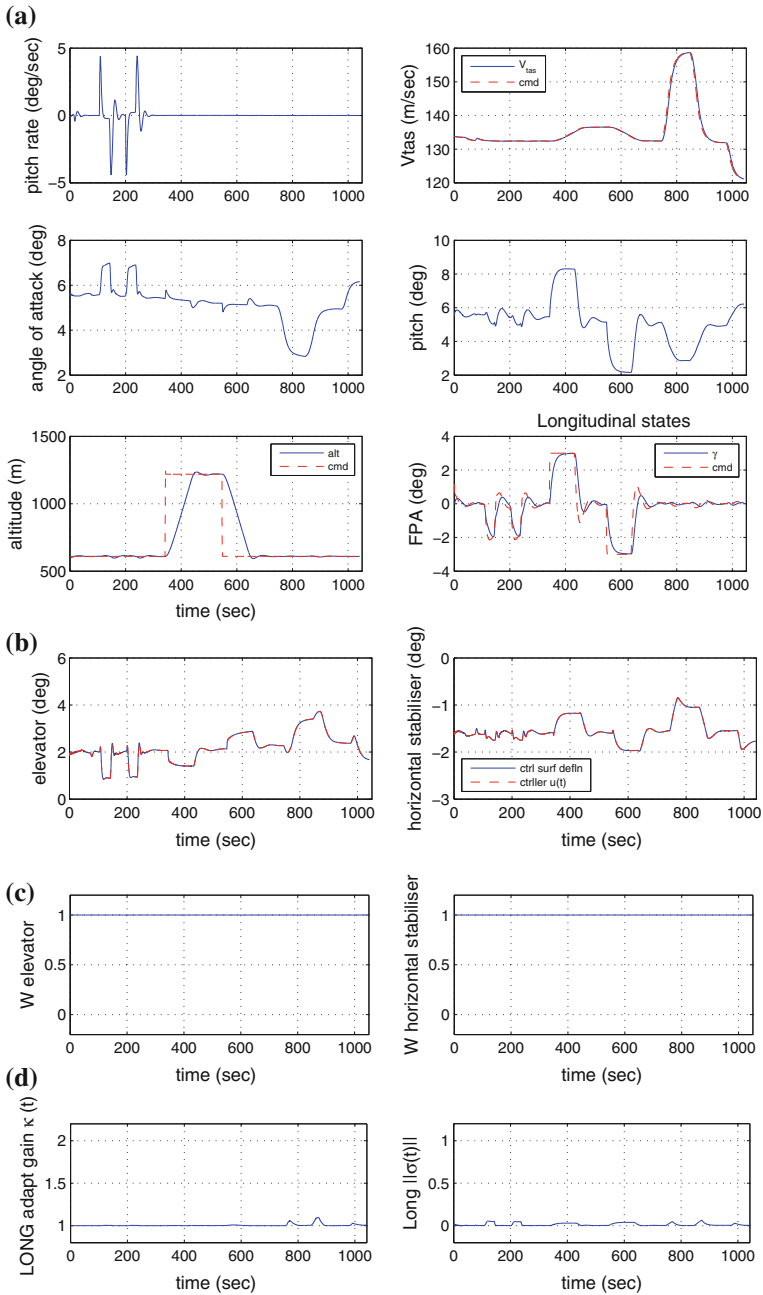 (a)
pitch rate (deg/sec)
5
0
−5
0 200 400 600 800 1000
Vtas (m/sec)
160
150
140
130
120
V tas
cmd
0 200 400 600 800 1000
angle of attack (deg)
8
6
4
2
0 200 400 600 800 1000
pitch (deg)
10
8
6
4
2
0 200 400 600 800 1000
Longitudinal states
altitude (m)
1500
1000
500
alt
cmd
0 200 400 600 800 1000
time (sec)
FPA (deg)
4
2
0
−2
−4
γ
cmd
0 200 400 600 800 1000
time (sec)
(b)
elevator (deg)
6
4
2
0
0 200 400 600 800 1000
time (sec)
horizontal stabiliser (deg)
0
−1
−2
−3
ctrl surf defln
ctrller u(t)
0 200 400 600 800 1000
time (sec)
(c)
W elevator
1
0.5
0
0 200 400 600 800 1000
time (sec)
W horizontal stabiliser
1
0.5
0
0 200 400 600 800 1000
time (sec)
(d)
LONG adapt gain κ (t)
2
1.5
1
0 200 400 600 800 1000
time (sec)
Long ||σ(t)||
1
0.5
0
0 200 400 600 800 1000
time (sec)